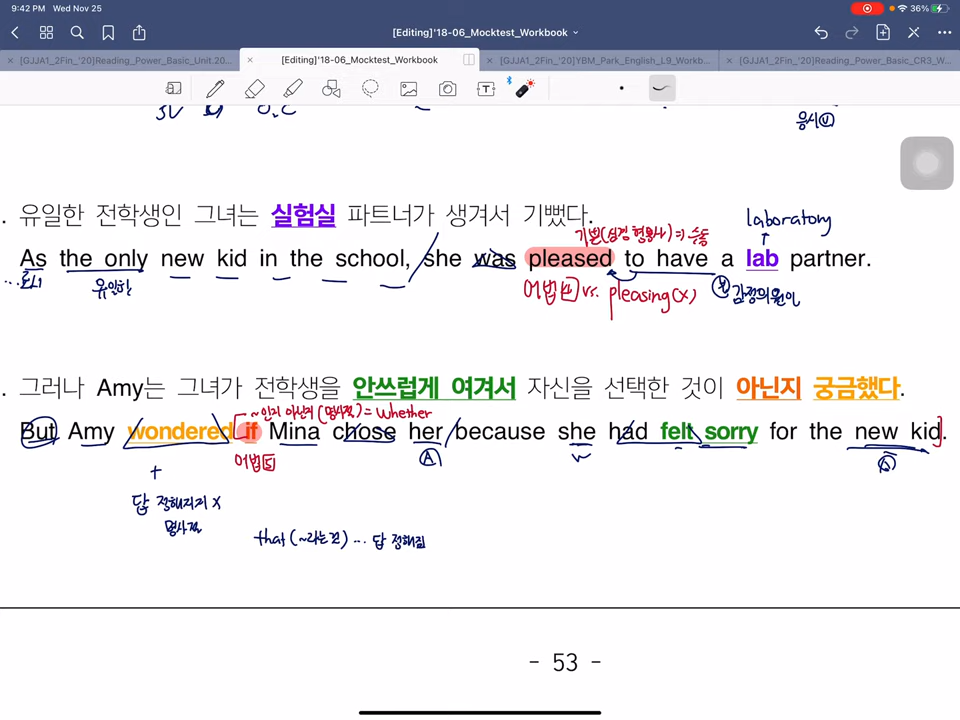 9:42 PM Wed Nov 25
36%
[Editing]'18-06_Mocktest_Workbook
[GJJA1_2Fin_'20]Reading_Power_Basic_Unit.20...
[Editing]'18-06_Mocktest_Workbook
[GJJA1_2Fin_'20]YBM_Park_English_L9_Workb...
[GJJA1_2Fin_'20]Reading_Power_Basic_CR3_W...
. 유일한 전학생인 그녀는 실험실 파트너가 생겨서 기뻤다.
laboratory
기분(심경 형용사) ⇒ 수동
As the only new kid in the school, she was pleased to have a lab partner.
유일한
어법 4 vs. pleasing(x)
감정의 원인
. 그러나 Amy는 그녀가 전학생을 안쓰럽게 여겨서 자신을 선택한 것이 아닌지 궁금했다.
~인지 아닌지 (명사절) = whether
But Amy wondered if Mina chose her because she had felt sorry for the new kid.
어법 5
A
+
답 정해지지 X
명사절
that (~라는 것) ... 답 정해짐
- 53 -